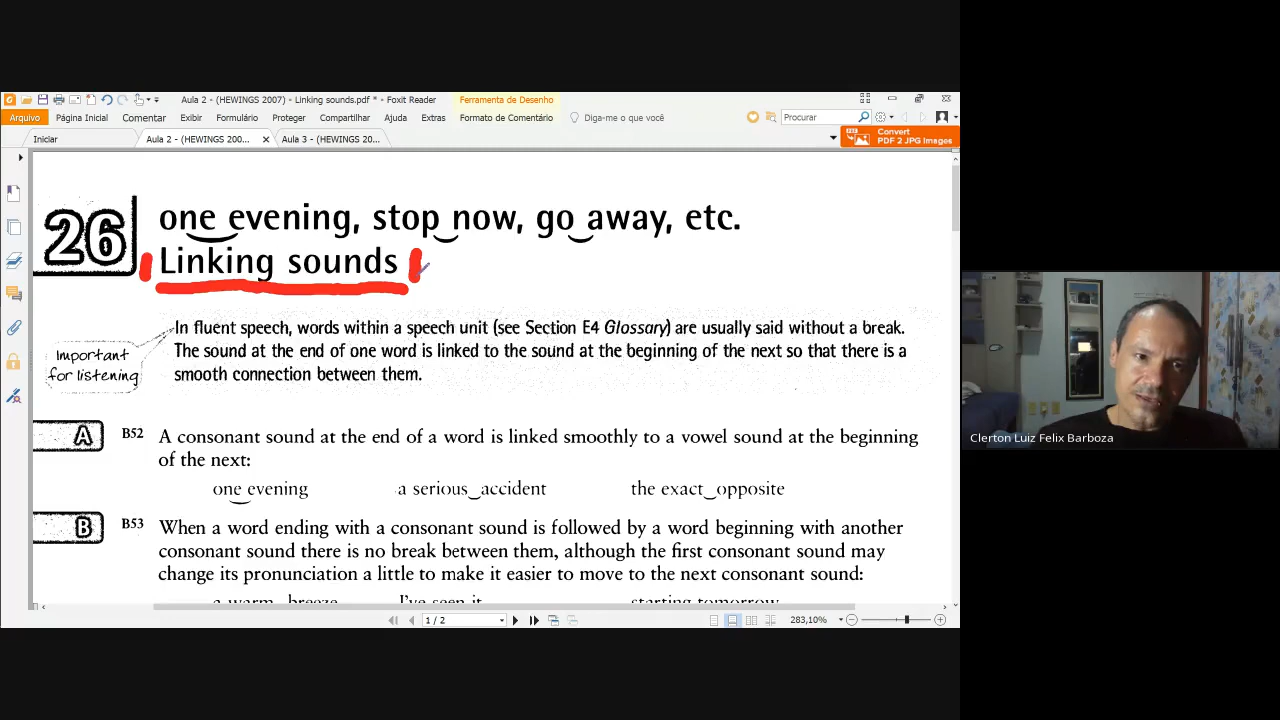 Aula 2 - (HEWINGS 2007) - Linking sounds.pdf * - Foxit Reader
Ferramenta de Desenho
Arquivo Página Inicial Comentar Exibir Formulário Proteger Compartilhar Extras Ajuda Formato de Comentário Diga-me o que você Procurar
Iniciar Aula 2 - (HEWINGS 200... Aula 3 - (HEWINGS 20...
Convert
PDF 2 JPG Images
26
one evening, stop now, go away, etc.
Linking sounds
Important
for listening
In fluent speech, words within a speech unit (see Section E4 Glossary) are usually said without a break.
The sound at the end of one word is linked to the sound at the beginning of the next so that there is a
smooth connection between them.
A B52 A consonant sound at the end of a word is linked smoothly to a vowel sound at the beginning
of the next:
one evening a serious accident the exact opposite
B B53 When a word ending with a consonant sound is followed by a word beginning with another
consonant sound there is no break between them, although the first consonant sound may
change its pronunciation a little to make it easier to move to the next consonant sound:
a warm breeze I've seen it starting tomorrow
1 / 2 283,10%
Clerton Luiz Felix Barboza